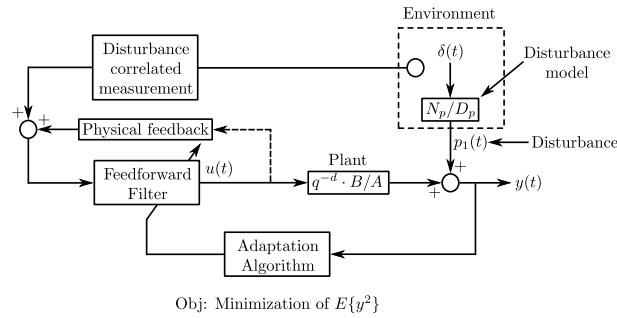 Environment
Disturbance
correlated
measurement
δ(t)
Disturbance
model
N_p/D_p
+
+
Physical feedback
p_1(t)
Disturbance
Feedforward
Filter
u(t)
Plant
q^{-d} · B/A
+
+
y(t)
Adaptation
Algorithm
Obj: Minimization of E{y^2}